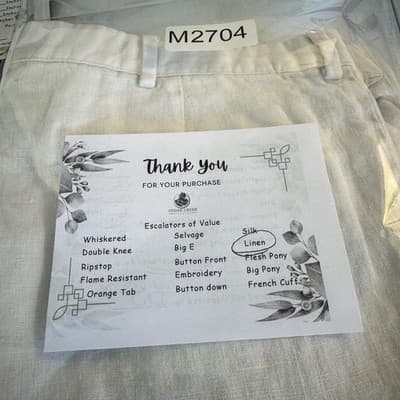 M2704
Thank You
FOR YOUR PURCHASE
Escalators of Value
Whiskered
Double Knee
Ripstop
Flame Resistant
Orange Tab
Selvage
Big E
Button Front
Embroidery
Button down
Silk
Linen
Flesh Pony
Big Pony
French Cuff